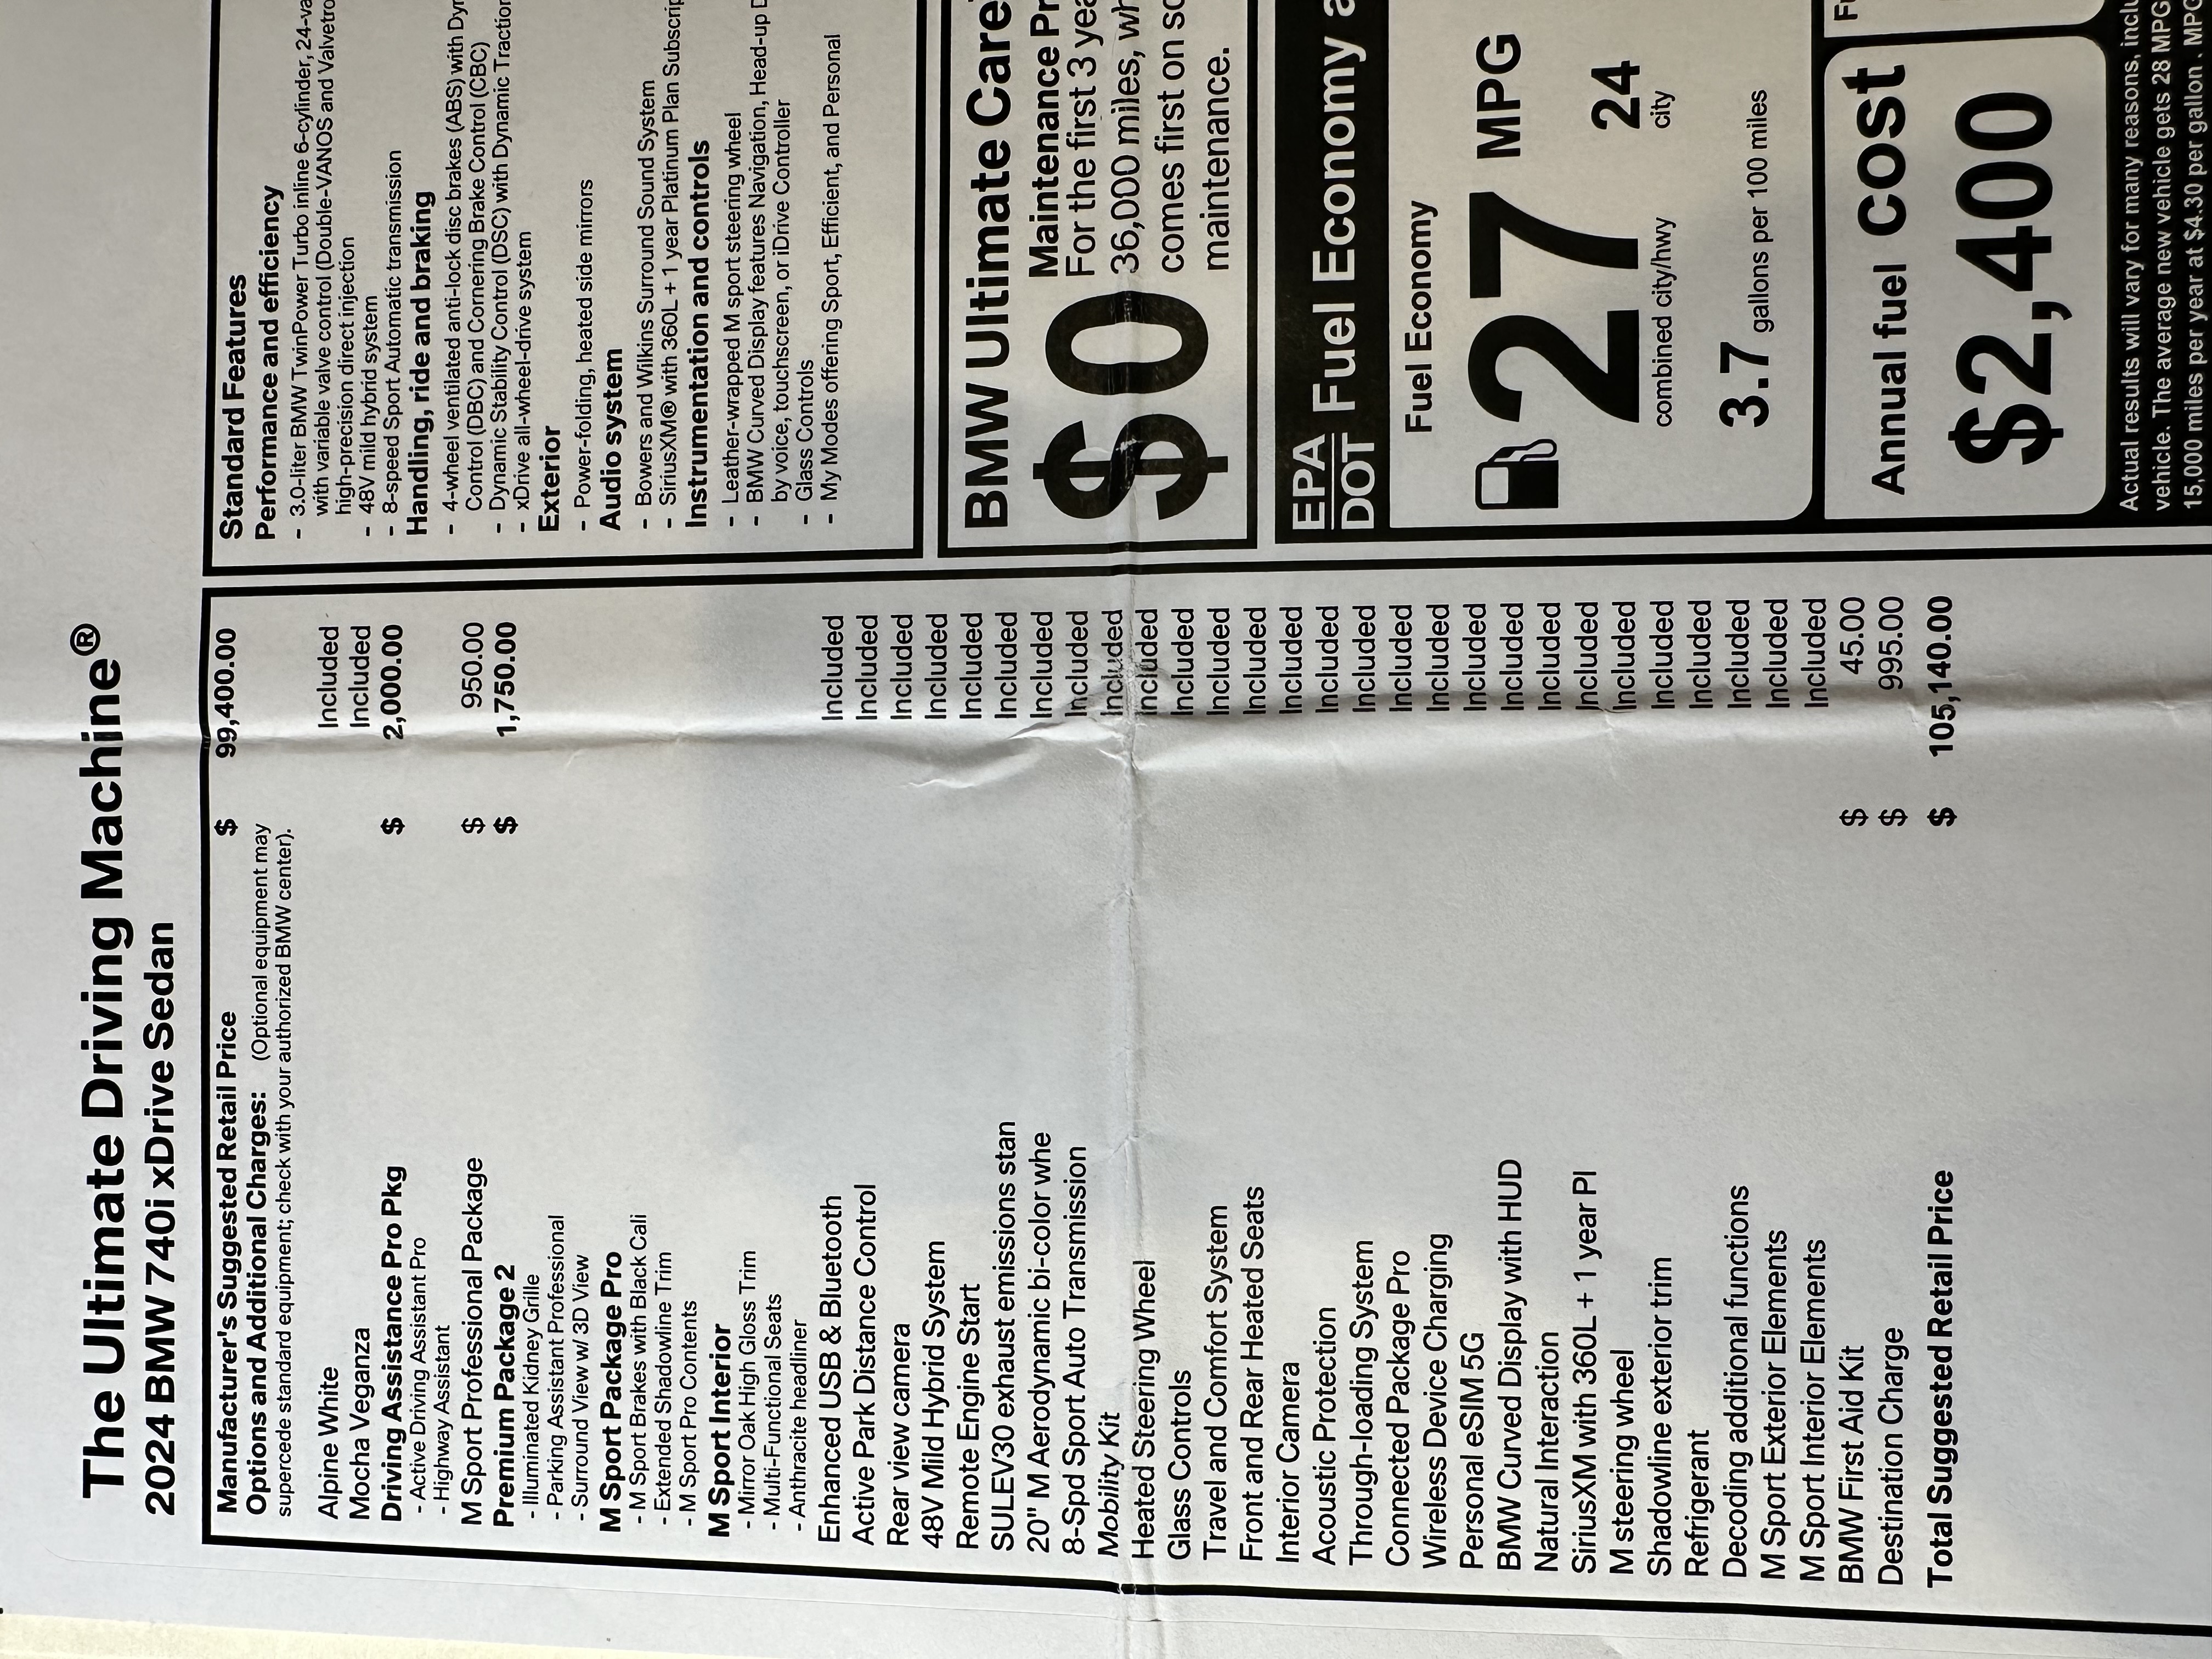 The Ultimate Driving Machine®
2024 BMW 740i xDrive Sedan
Manufacturer's Suggested Retail Price $ 99,400.00
Options and Additional Charges: (Optional equipment may
supercede standard equipment; check with your authorized BMW center).
Alpine White Included
Mocha Veganza Included
Driving Assistance Pro Pkg $ 2,000.00
- Active Driving Assistant Pro
- Highway Assistant
M Sport Professional Package $ 950.00
Premium Package 2 $ 1,750.00
- Illuminated Kidney Grille
- Parking Assistant Professional
- Surround View w/ 3D View
M Sport Package Pro
- M Sport Brakes with Black Cali
- Extended Shadowline Trim
- M Sport Pro Contents
M Sport Interior
- Mirror Oak High Gloss Trim
- Multi-Functional Seats
- Anthracite headliner
Enhanced USB & Bluetooth Included
Active Park Distance Control Included
Rear view camera Included
48V Mild Hybrid System Included
Remote Engine Start Included
SULEV30 exhaust emissions stan Included
20" M Aerodynamic bi-color whe Included
8-Spd Sport Auto Transmission Included
Mobility Kit Included
Heated Steering Wheel Included
Glass Controls Included
Travel and Comfort System Included
Front and Rear Heated Seats Included
Interior Camera Included
Acoustic Protection Included
Through-loading System Included
Connected Package Pro Included
Wireless Device Charging Included
Personal eSIM 5G Included
BMW Curved Display with HUD Included
Natural Interaction Included
SiriusXM with 360L + 1 year Pl Included
M steering wheel Included
Shadowline exterior trim Included
Refrigerant Included
Decoding additional functions Included
M Sport Exterior Elements Included
M Sport Interior Elements Included
BMW First Aid Kit $ 45.00
Destination Charge $ 995.00
Total Suggested Retail Price $ 105,140.00
Standard Features
Performance and efficiency
- 3.0-liter BMW TwinPower Turbo inline 6-cylinder, 24-va
with variable valve control (Double-VANOS and Valvetro
high-precision direct injection
- 48V mild hybrid system
- 8-speed Sport Automatic transmission
Handling, ride and braking
- 4-wheel ventilated anti-lock disc brakes (ABS) with Dyn
Control (DBC) and Cornering Brake Control (CBC)
- Dynamic Stability Control (DSC) with Dynamic Traction
- xDrive all-wheel-drive system
Exterior
- Power-folding, heated side mirrors
Audio system
- Bowers and Wilkins Surround Sound System
- SiriusXM® with 360L + 1 year Platinum Plan Subscrip
Instrumentation and controls
- Leather-wrapped M sport steering wheel
- BMW Curved Display features Navigation, Head-up D
by voice, touchscreen, or iDrive Controller
- Glass Controls
- My Modes offering Sport, Efficient, and Personal
BMW Ultimate Care
$0
Maintenance Pr
For the first 3 yea
36,000 miles, wh
comes first on sc
maintenance.
EPA
DOT
Fuel Economy a
Fuel Economy
27 MPG
combined city/hwy
24
city
3.7 gallons per 100 miles
Annual fuel cost
$2,400
Actual results will vary for many reasons, inclu
vehicle. The average new vehicle gets 28 MPG
15,000 miles per year at $4.30 per gallon. MPG